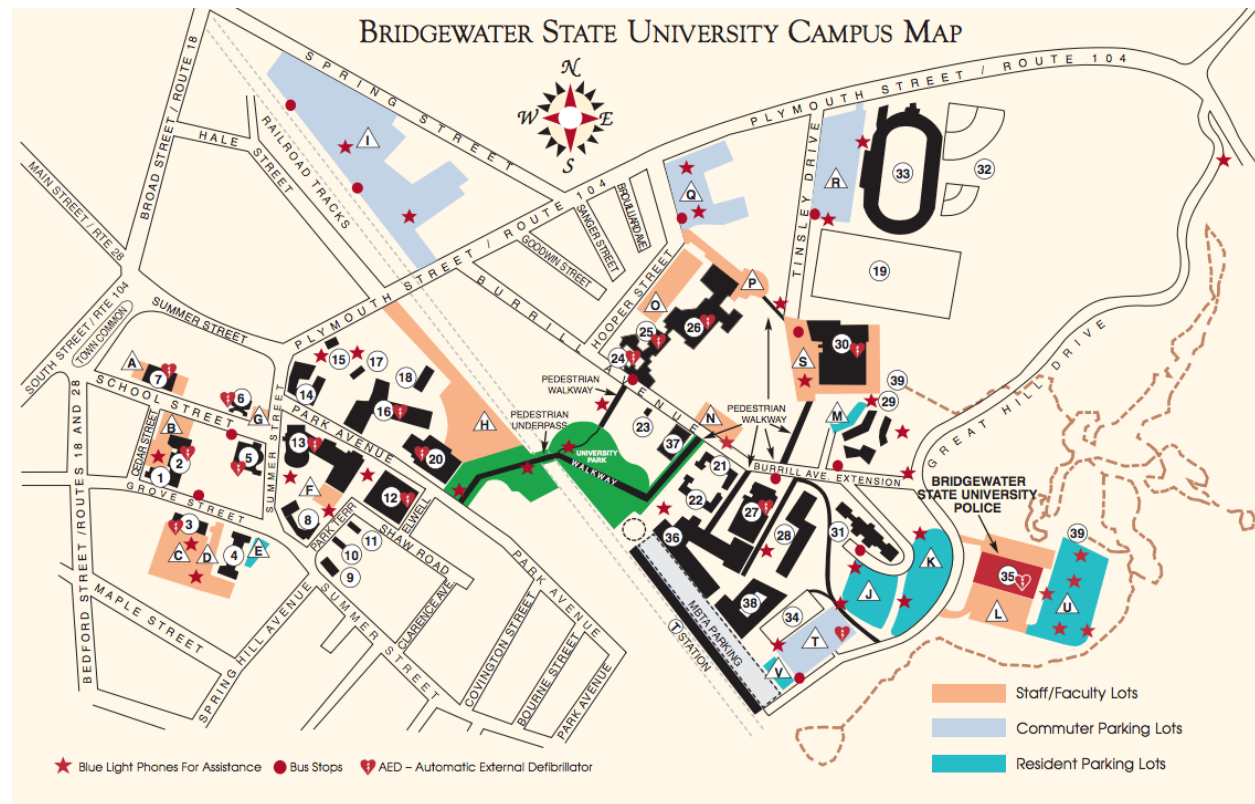 BRIDGEWATER STATE UNIVERSITY CAMPUS MAP
N
W E
S
SPRING STREET
PLYMOUTH STREET / ROUTE 104
BROAD STREET / ROUTE 18
HALE STREET
RAILROAD TRACKS
MAIN STREET / RTE 28
SOUTH STREET / RTE 104
TOWN COMMON
SUMMER STREET
PLYMOUTH STREET / ROUTE 104
GOODWIN STREET
SANGER STREET
BURRILL AVENUE
HOOPER STREET
TINSLEY DRIVE
GREAT HILL DRIVE
I
Q
R
33
32
19
O
P
25
26
24
S
30
39
29
M
A
7
6
G
SCHOOL STREET
CEDAR STREET
B
2
1
5
15
17
18
14
16
H
13
20
PARK AVENUE
SUMMER STREET
GROVE STREET
F
12
8
PARK TERR
ELWELL
SHAW ROAD
11
10
9
3
C
D
4
E
PEDESTRIAN
WALKWAY
PEDESTRIAN
UNDERPASS
UNIVERSITY
PARK
WALKWAY
23
37
N
PEDESTRIAN
WALKWAY
BURRILL AVE. EXTENSION
21
22
27
28
31
36
38
34
J
K
T
V
BRIDGEWATER
STATE UNIVERSITY
POLICE
35
L
39
U
MBTA PARKING
T STATION
BEDFORD STREET / ROUTES 18 AND 28
MAPLE STREET
SPRING HILL AVENUE
SUMMER STREET
CLARENCE AVE
COVINGTON STREET
BOURNE STREET
PARK AVENUE
PARK AVENUE
Staff/Faculty Lots
Commuter Parking Lots
Resident Parking Lots
Blue Light Phones For Assistance
Bus Stops
AED – Automatic External Defibrillator